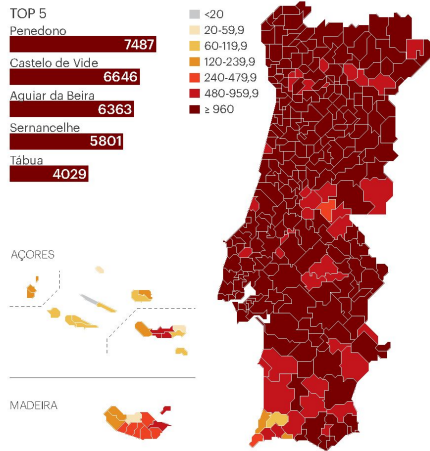 TOP 5
Penedono
7487
Castelo de Vide
6646
Aguiar da Beira
6363
Sernancelhe
5801
Tábua
4029
<20
20-59,9
60-119,9
120-239,9
240-479,9
480-959,9
≥ 960
AÇORES
MADEIRA